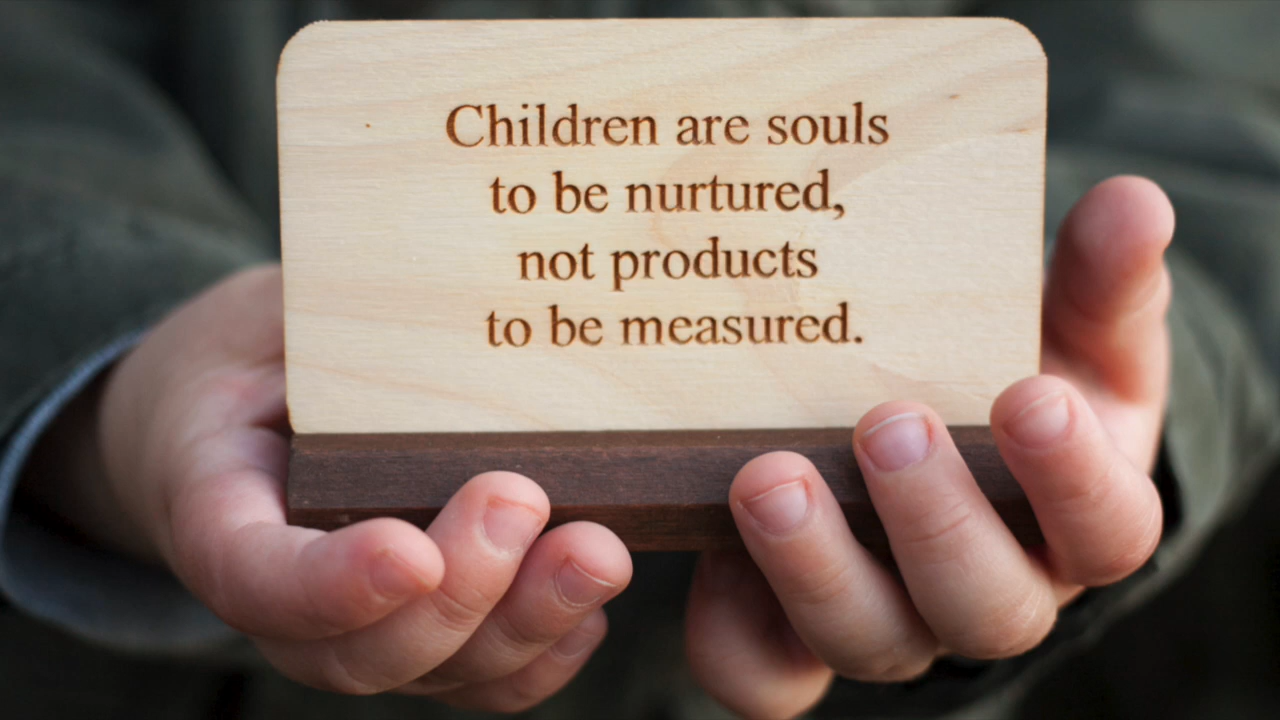 Children are souls
to be nurtured,
not products
to be measured.